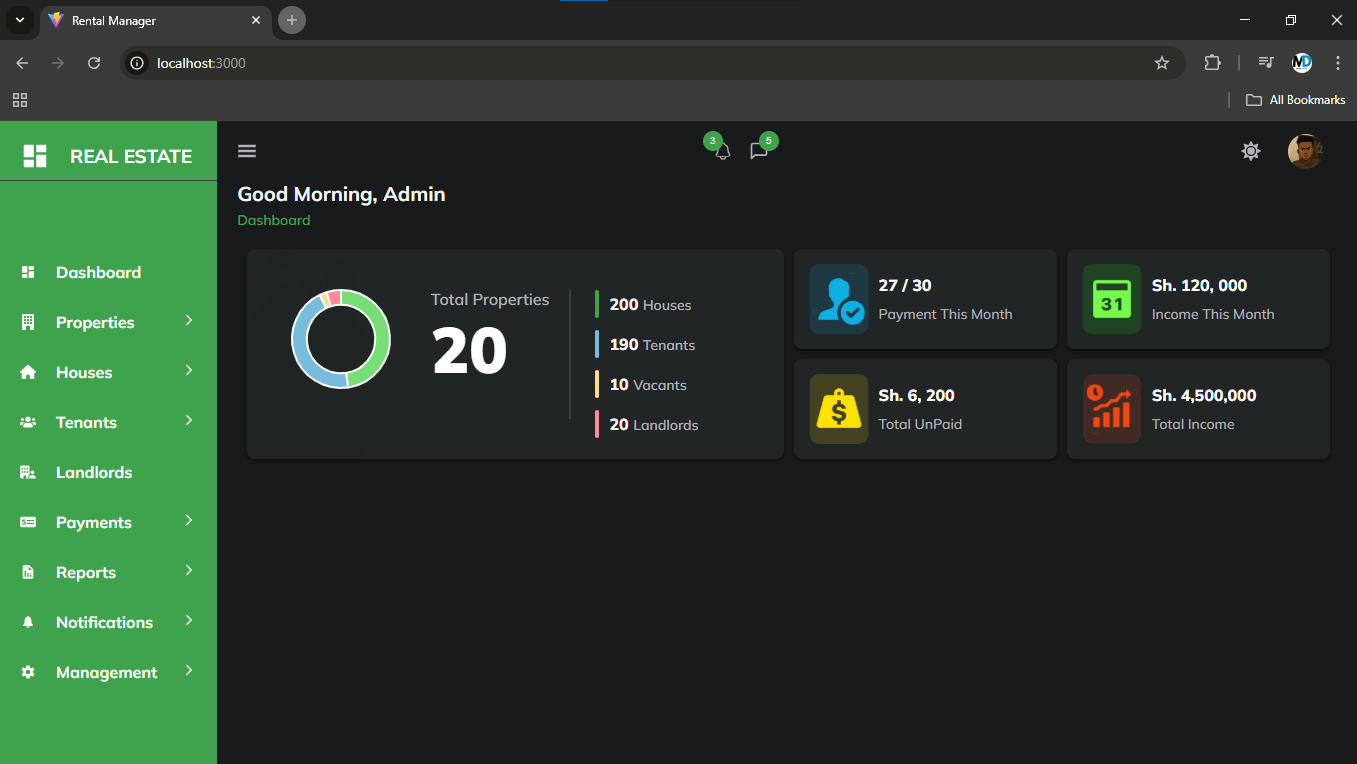 Rental Manager
localhost:3000
All Bookmarks
REAL ESTATE
3
5
Good Morning, Admin
Dashboard
Dashboard
Properties
Houses
Tenants
Landlords
Payments
Reports
Notifications
Management
Total Properties
20
200 Houses
190 Tenants
10 Vacants
20 Landlords
27 / 30
Payment This Month
31
Sh. 120, 000
Income This Month
$
Sh. 6, 200
Total UnPaid
Sh. 4,500,000
Total Income